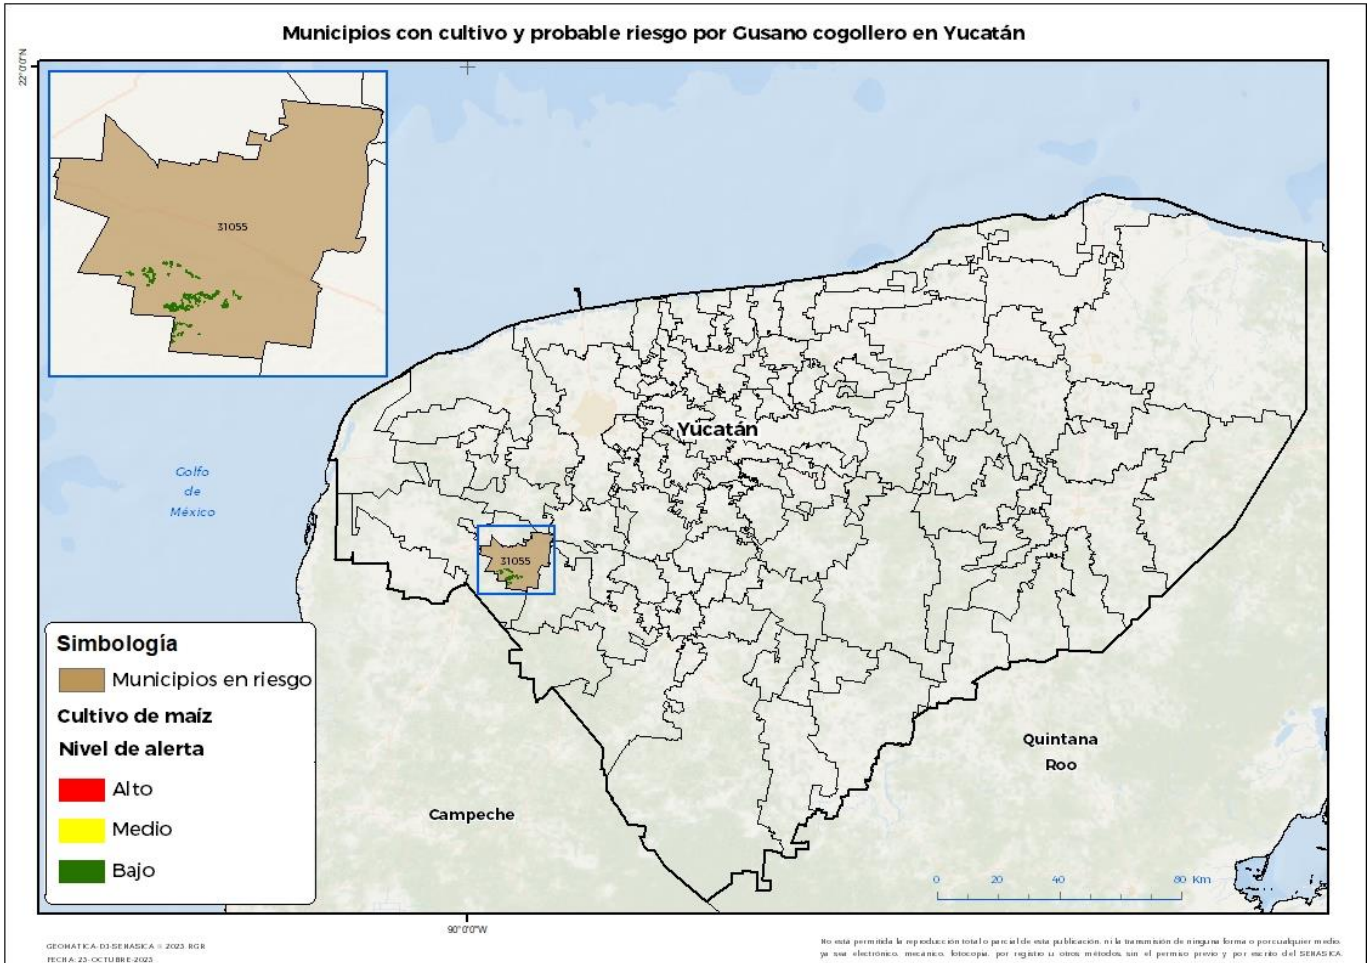 Municipios con cultivo y probable riesgo por Gusano cogollero en Yucatán
22°0'0"N
31055
Yucatán
Golfo
de
México
31055
Simbología
Municipios en riesgo
Cultivo de maíz
Nivel de alerta
Alto
Medio
Bajo
Campeche
Quintana
Roo
0 20 40 80 Km
90°0'0"W
GEOMÁTICA-DJ-SENASICA © 2023 RGR
FECHA: 23-OCTUBRE-2023
No está permitida la reproducción total o parcial de esta publicación, ni la transmisión de ninguna forma o por cualquier medio,
ya sea electrónico, mecánico, fotocopia, por registro u otros métodos, sin el permiso previo y por escrito del SENASICA